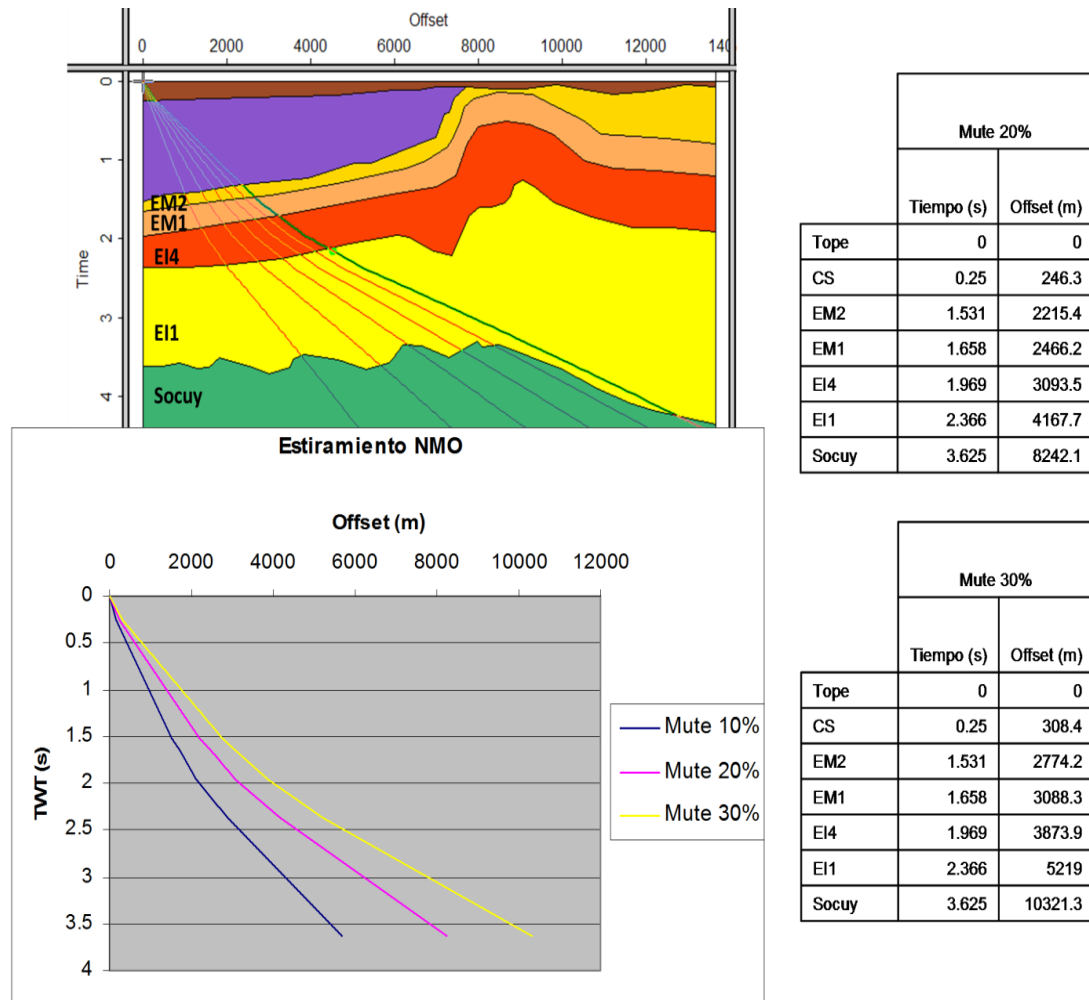 Offset
0 2000 4000 6000 8000 10000 12000 140
Time
0
1
2
3
4
EM2
EM1
EI4
EI1
Socuy
Estiramiento NMO
Offset (m)
0 2000 4000 6000 8000 10000 12000
TWT (s)
0
0.5
1
1.5
2
2.5
3
3.5
4
Mute 10%
Mute 20%
Mute 30%
Mute 20%
Tiempo (s) Offset (m)
Tope 0 0
CS 0.25 246.3
EM2 1.531 2215.4
EM1 1.658 2466.2
EI4 1.969 3093.5
EI1 2.366 4167.7
Socuy 3.625 8242.1
Mute 30%
Tiempo (s) Offset (m)
Tope 0 0
CS 0.25 308.4
EM2 1.531 2774.2
EM1 1.658 3088.3
EI4 1.969 3873.9
EI1 2.366 5219
Socuy 3.625 10321.3